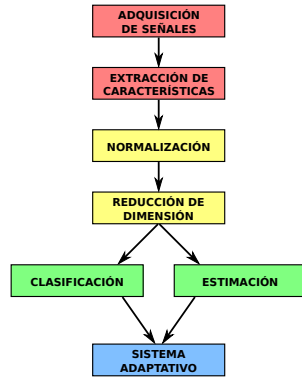 ADQUISICIÓN
DE SEÑALES
EXTRACCIÓN DE
CARACTERÍSTICAS
NORMALIZACIÓN
REDUCCIÓN DE
DIMENSIÓN
CLASIFICACIÓN
ESTIMACIÓN
SISTEMA
ADAPTATIVO